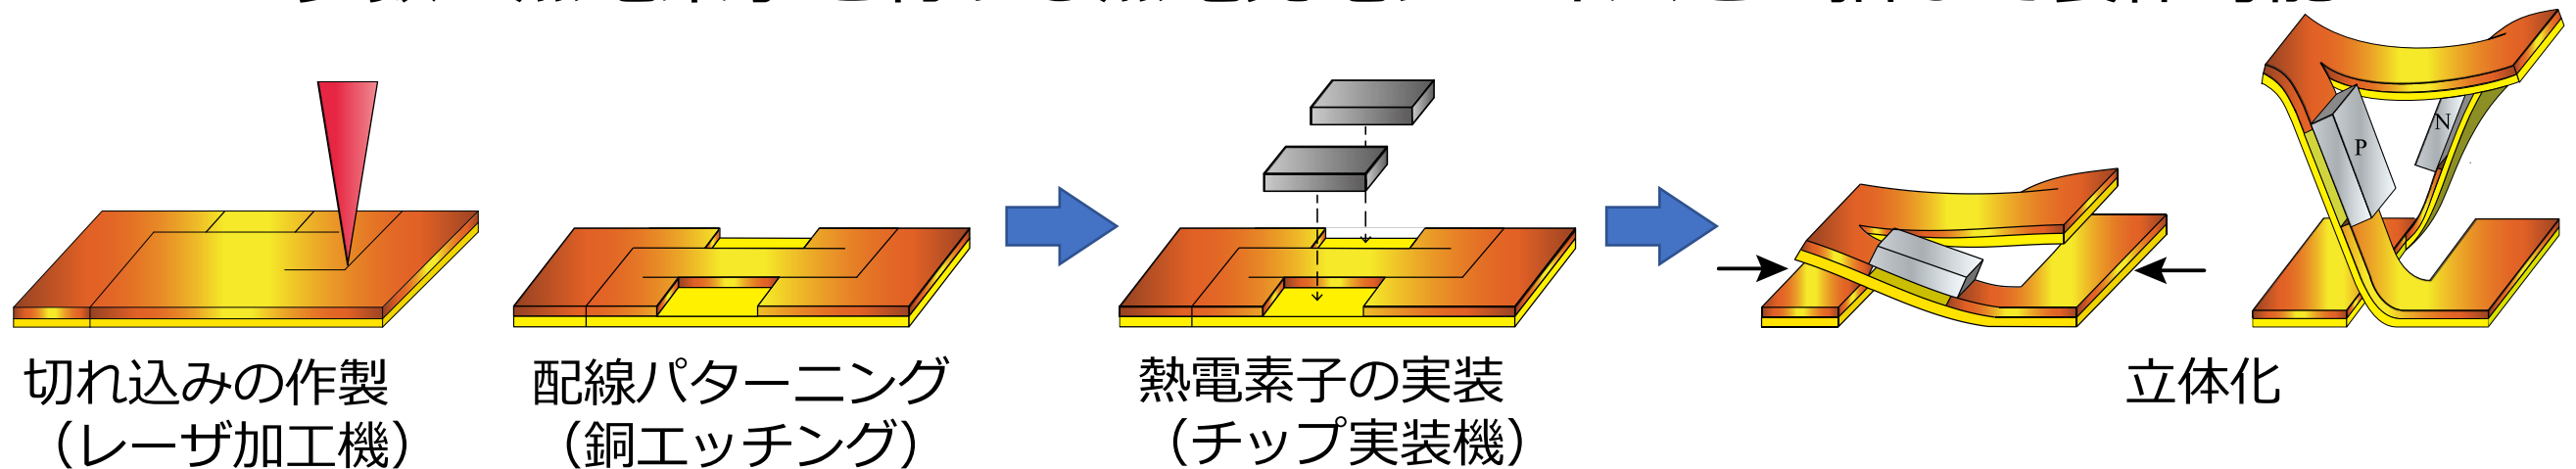 P
N
切れ込みの作製
（レーザ加工機）
配線パターニング
（銅エッチング）
熱電素子の実装
（チップ実装機）
立体化